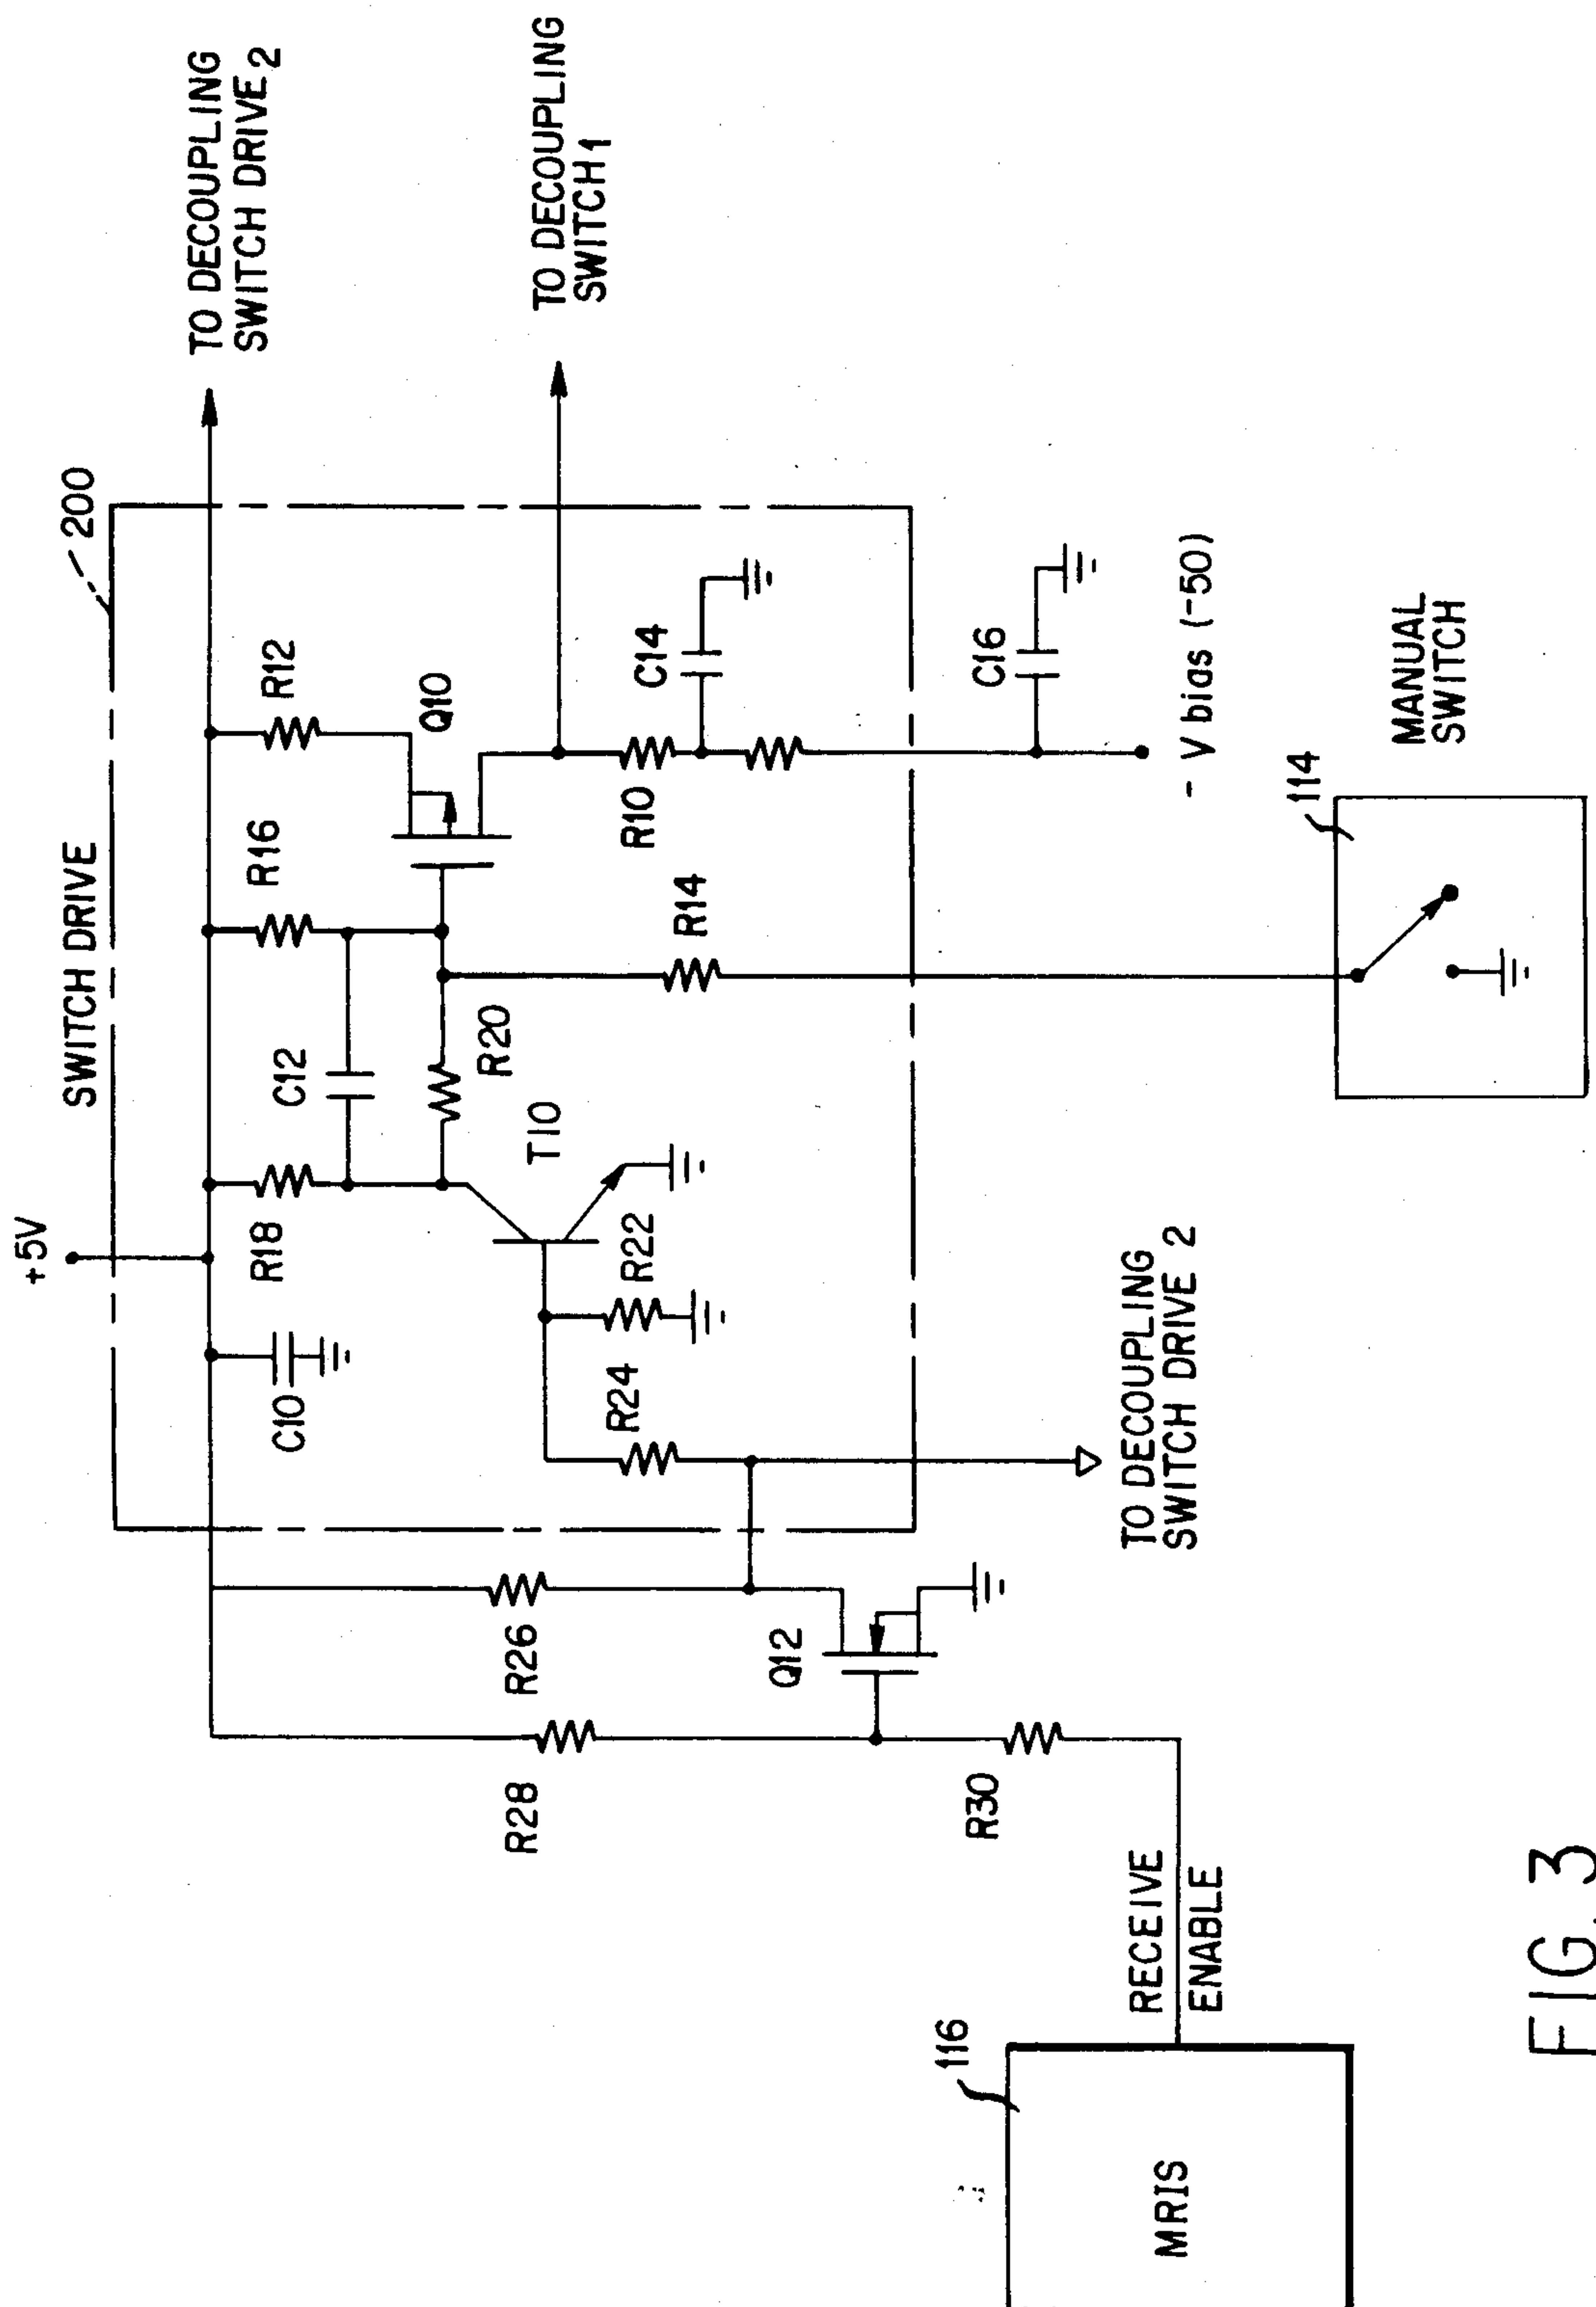 +5V
SWITCH DRIVE
200
TO DECOUPLING
SWITCH DRIVE 2
C10
R18
C12
R16
R12
Q10
TO DECOUPLING
SWITCH 1
R28
R26
R24
R22
T10
R20
R14
R10
C14
Q12
C16
R30
TO DECOUPLING
SWITCH DRIVE 2
- V bias (-50)
116
MRIS
RECEIVE
ENABLE
114
MANUAL
SWITCH
FIG. 3